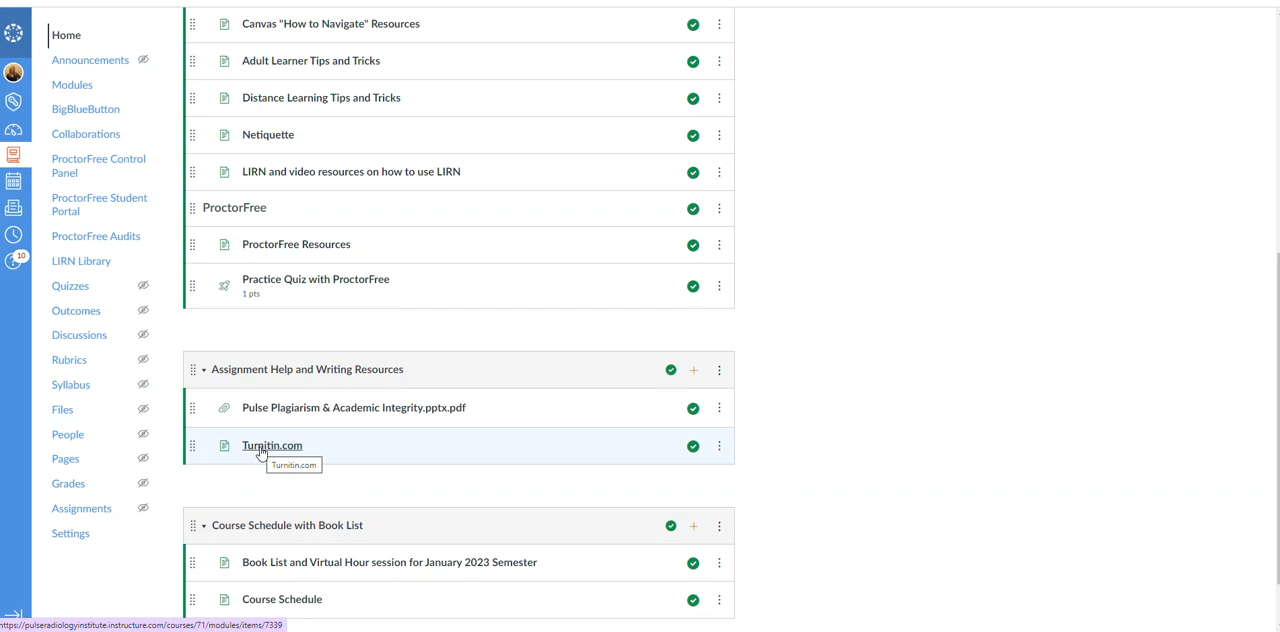 Home
Announcements
Modules
BigBlueButton
Collaborations
ProctorFree Control
Panel
ProctorFree Student
Portal
ProctorFree Audits
LIRN Library
Quizzes
Outcomes
Discussions
Rubrics
Syllabus
Files
People
Pages
Grades
Assignments
Settings
10
Canvas "How to Navigate" Resources
Adult Learner Tips and Tricks
Distance Learning Tips and Tricks
Netiquette
LIRN and video resources on how to use LIRN
ProctorFree
ProctorFree Resources
Practice Quiz with ProctorFree
1 pts
Assignment Help and Writing Resources
Pulse Plagiarism & Academic Integrity.pptx.pdf
Turnitin.com
Turnitin.com
Course Schedule with Book List
Book List and Virtual Hour session for January 2023 Semester
Course Schedule
https://pulseradiologyinstitute.instructure.com/courses/71/modules/items/7339